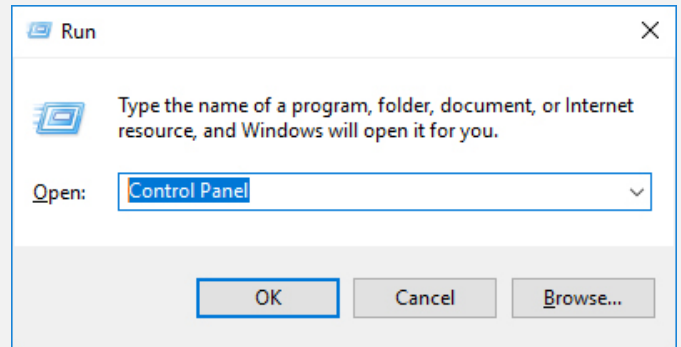 Run
Type the name of a program, folder, document, or Internet
resource, and Windows will open it for you.
Open: Control Panel
OK Cancel Browse...